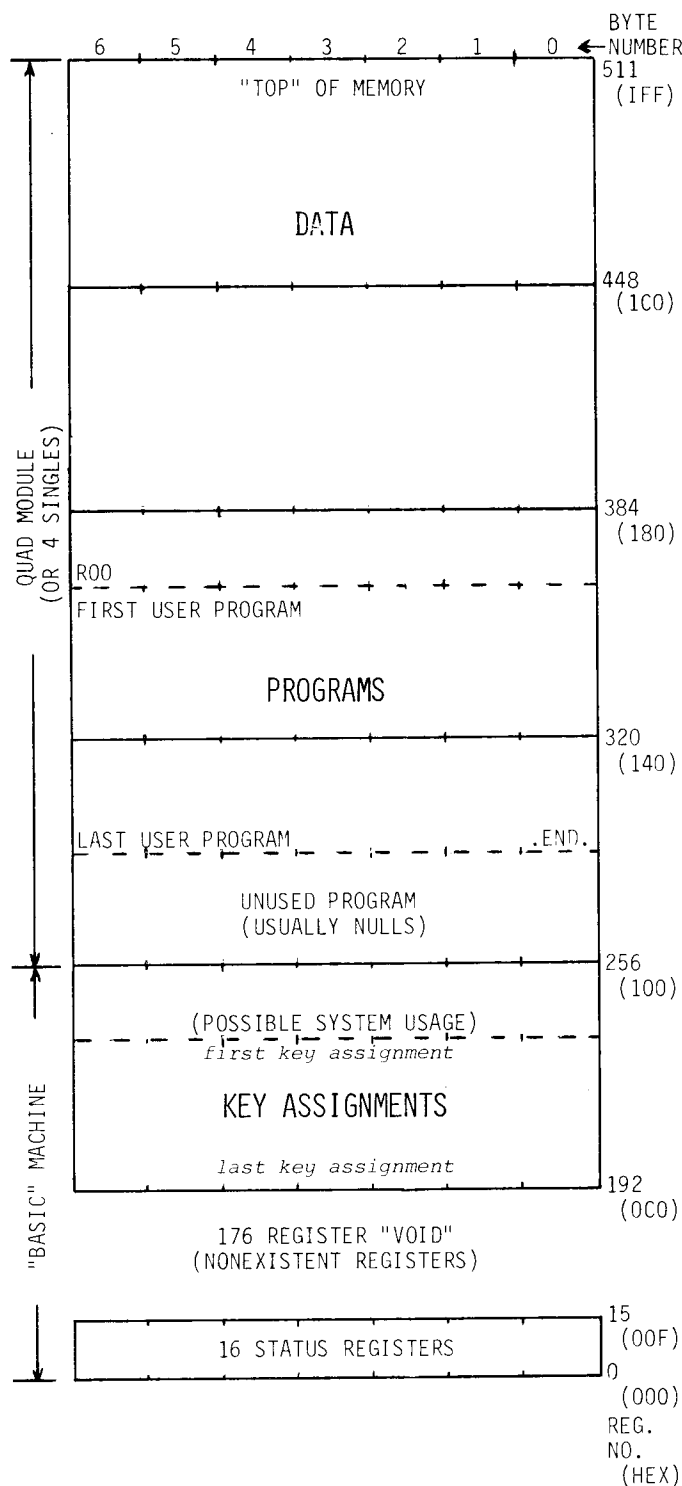 BYTE
6 5 4 3 2 1 0 ← NUMBER
511
"TOP" OF MEMORY
(IFF)
DATA
448
(1C0)
QUAD MODULE
(OR 4 SINGLES)
384
(180)
R00
FIRST USER PROGRAM
PROGRAMS
320
(140)
LAST USER PROGRAM .END.
UNUSED PROGRAM
(USUALLY NULLS)
256
(100)
(POSSIBLE SYSTEM USAGE)
first key assignment
"BASIC" MACHINE
KEY ASSIGNMENTS
last key assignment
192
(0C0)
176 REGISTER "VOID"
(NONEXISTENT REGISTERS)
15
(00F)
16 STATUS REGISTERS
0
(000)
REG.
NO.
(HEX)